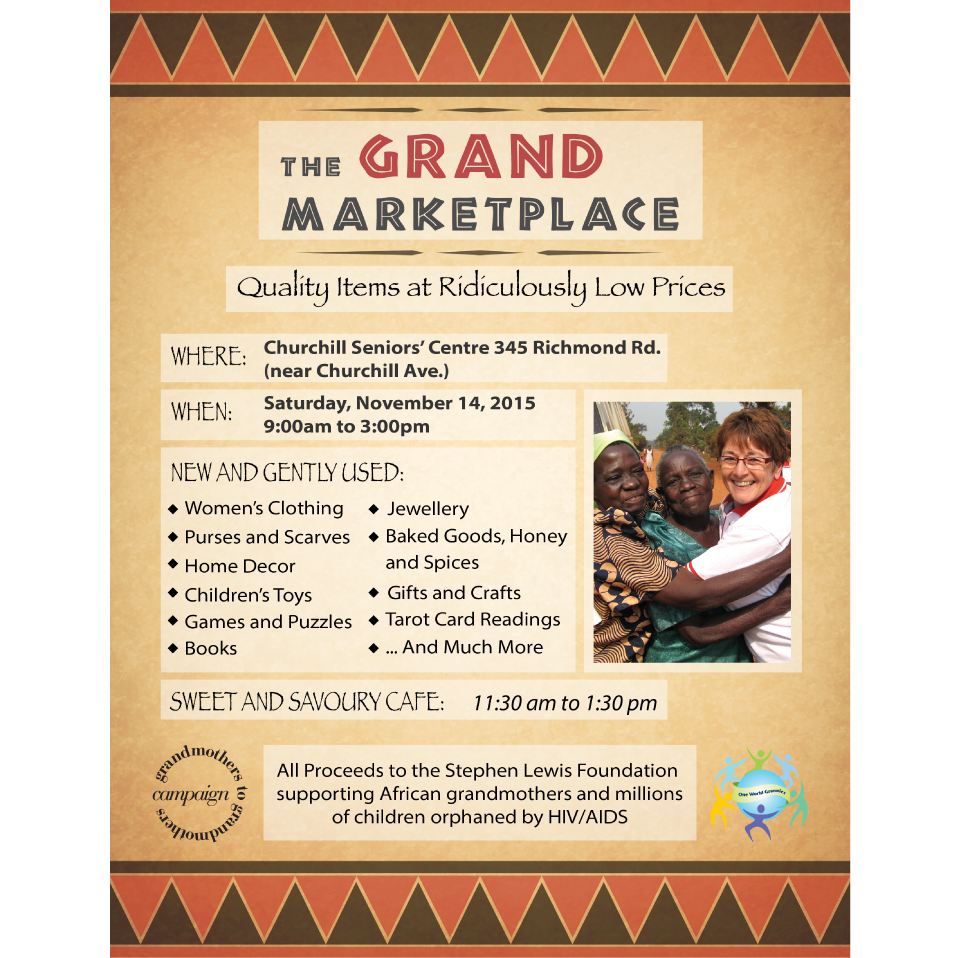 THE GRAND
MARKETPLACE
Quality Items at Ridiculously Low Prices
WHERE: Churchill Seniors’ Centre 345 Richmond Rd.
(near Churchill Ave.)
WHEN: Saturday, November 14, 2015
9:00am to 3:00pm
NEW AND GENTLY USED:
◆ Women’s Clothing
◆ Purses and Scarves
◆ Home Decor
◆ Children’s Toys
◆ Games and Puzzles
◆ Books
◆ Jewellery
◆ Baked Goods, Honey
and Spices
◆ Gifts and Crafts
◆ Tarot Card Readings
◆ ... And Much More
SWEET AND SAVOURY CAFE: 11:30 am to 1:30 pm
grandmothers to grandmothers
campaign
All Proceeds to the Stephen Lewis Foundation
supporting African grandmothers and millions
of children orphaned by HIV/AIDS
One World Grannies